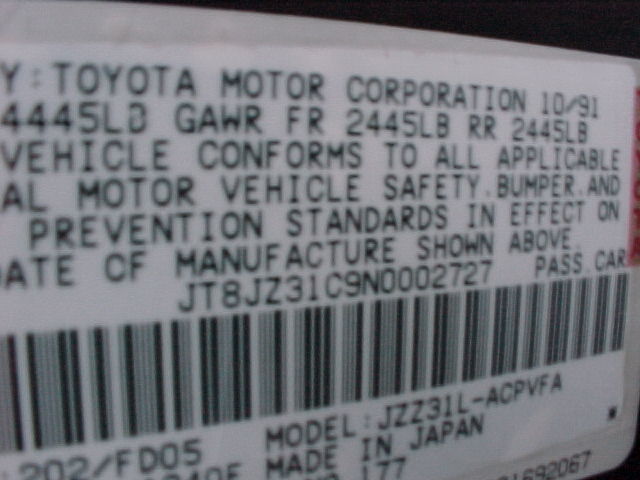 Y:TOYOTA MOTOR CORPORATION 10/91
4445LB GAWR FR 2445LB RR 2445LB
VEHICLE CONFORMS TO ALL APPLICABLE
AL MOTOR VEHICLE SAFETY.BUMPER.AND
PREVENTION STANDARDS IN EFFECT ON
ATE OF MANUFACTURE SHOWN ABOVE.
JT8JZ31C9N0002727 PASS.CAR
MODEL:JZZ31L-ACPVFA
:202/FD05 MADE IN JAPAN
177